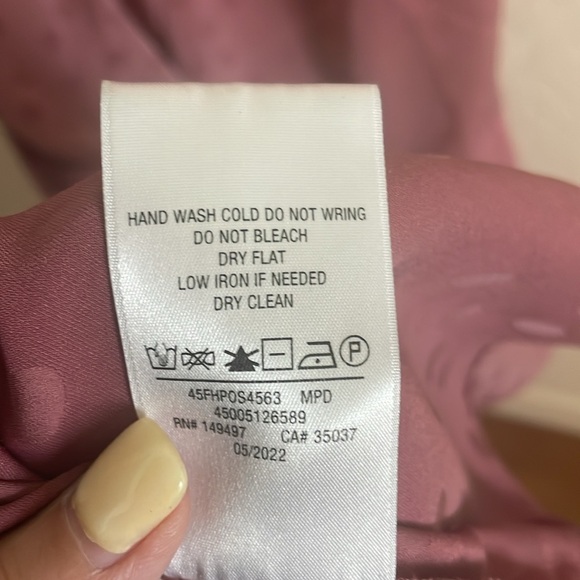 HAND WASH COLD DO NOT WRING
DO NOT BLEACH
DRY FLAT
LOW IRON IF NEEDED
DRY CLEAN
P
45FHPOS4563 MPD
45005126589
RN# 149497 CA# 35037
05/2022